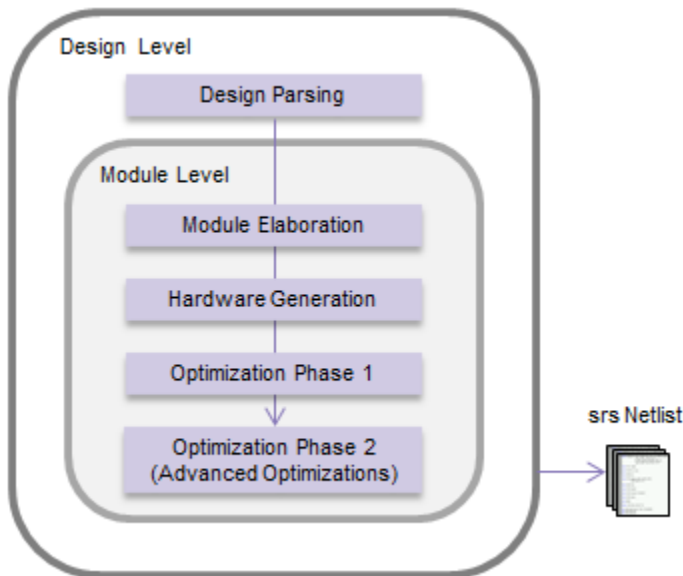 Design Level
Design Parsing
Module Level
Module Elaboration
Hardware Generation
Optimization Phase 1
Optimization Phase 2
(Advanced Optimizations)
srs Netlist